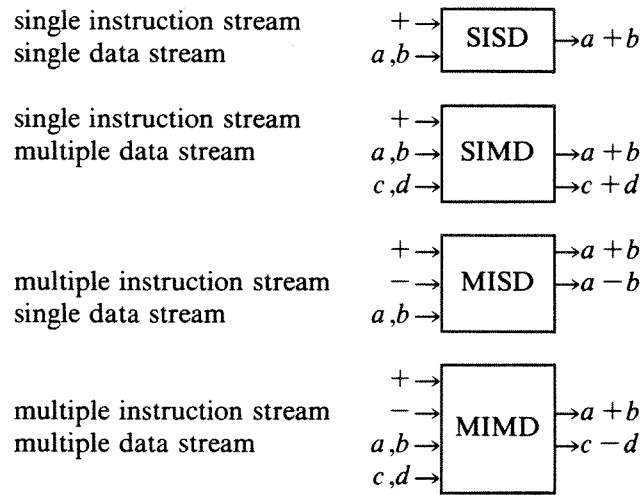 single instruction stream + → SISD → a + b
single data stream a,b →
single instruction stream + → SIMD
multiple data stream a,b → → a + b
c,d → → c + d
+ → → a + b
multiple instruction stream − → MISD → a − b
single data stream a,b →
+ →
multiple instruction stream − → MIMD → a + b
multiple data stream a,b → → c − d
c,d →